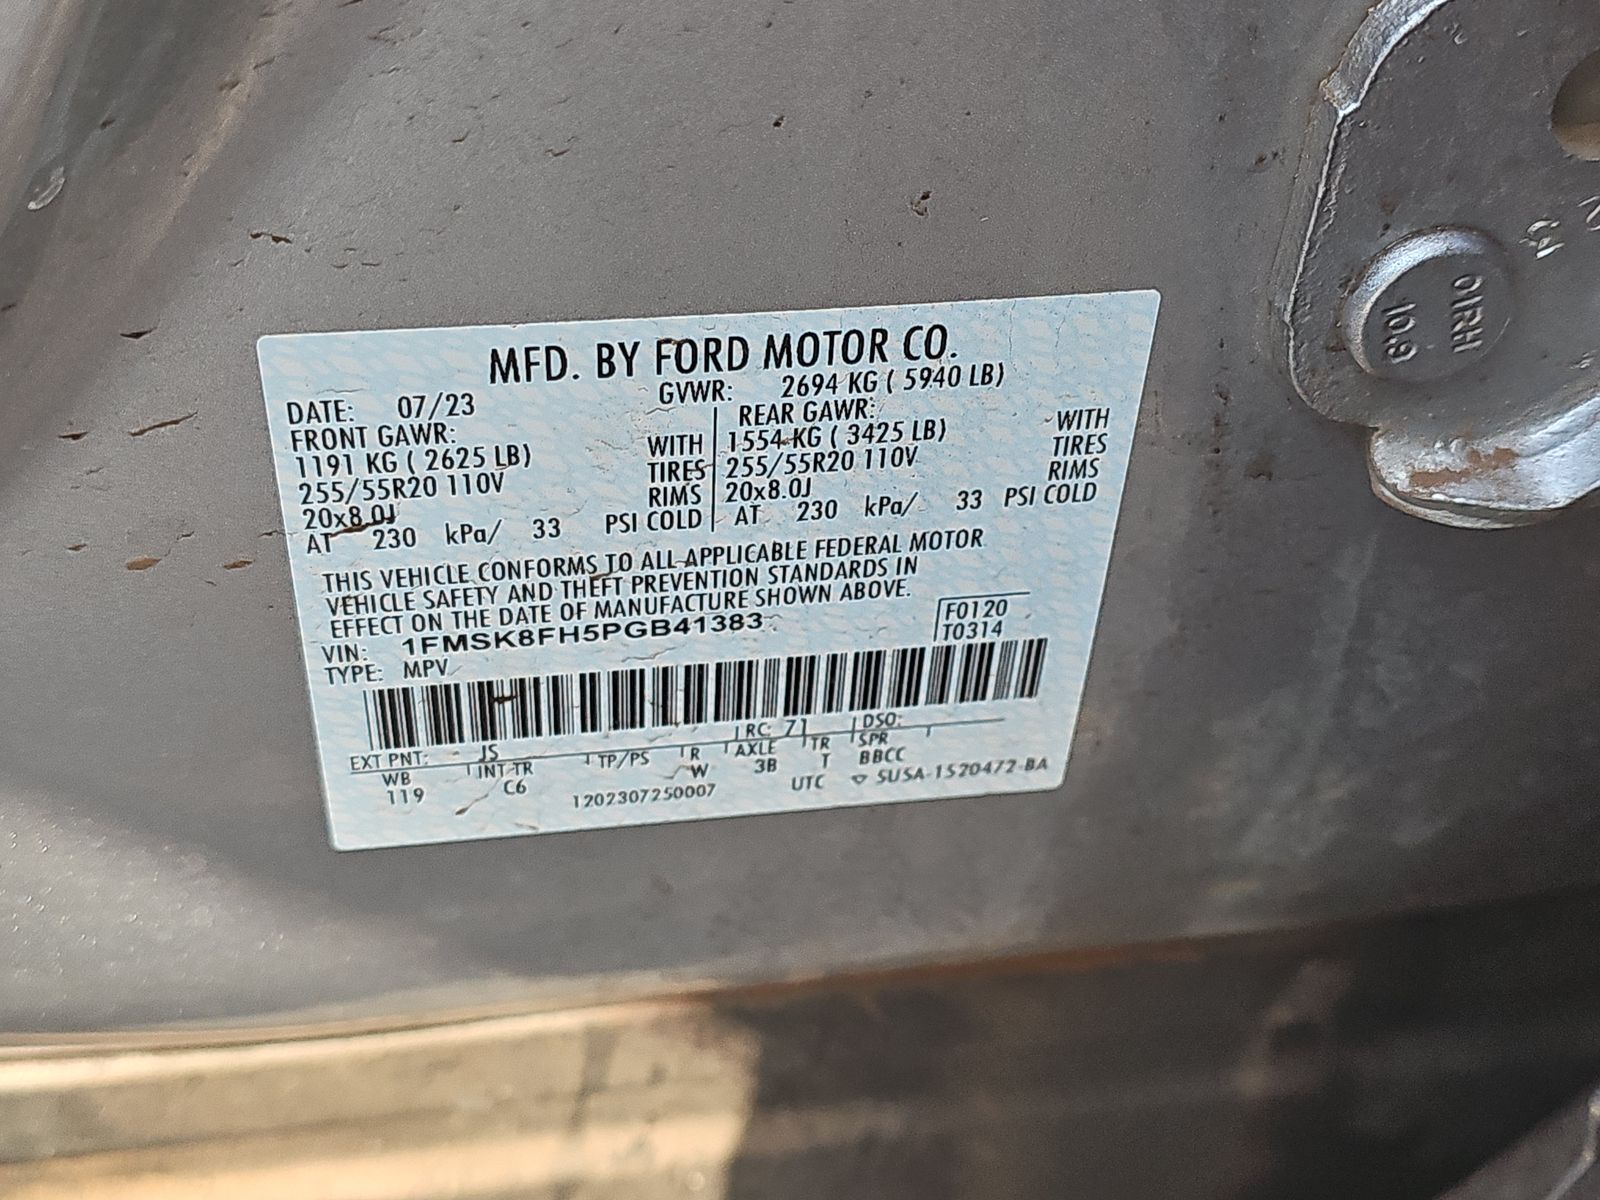 MFD. BY FORD MOTOR CO.
DATE: 07/23 GVWR: 2694 KG ( 5940 LB)
FRONT GAWR: REAR GAWR:
1191 KG ( 2625 LB) WITH 1554 KG ( 3425 LB) WITH
255/55R20 110V TIRES 255/55R20 110V TIRES
20x8.0J RIMS 20x8.0J RIMS
AT 230 kPa/ 33 PSI COLD AT 230 kPa/ 33 PSI COLD
THIS VEHICLE CONFORMS TO ALL APPLICABLE FEDERAL MOTOR
VEHICLE SAFETY AND THEFT PREVENTION STANDARDS IN
EFFECT ON THE DATE OF MANUFACTURE SHOWN ABOVE.
VIN: 1FMSK8FH5PGB41383
F0120
TYPE: MPV
T0314
EXT PNT: JS RC: 71 DSO:
WB INT TR TP/PS R AXLE TR SPR
119 C6 W 3B T BBCC
1202307250007 UTC SU5A-1520472-BA
OIRHI
10.9
3